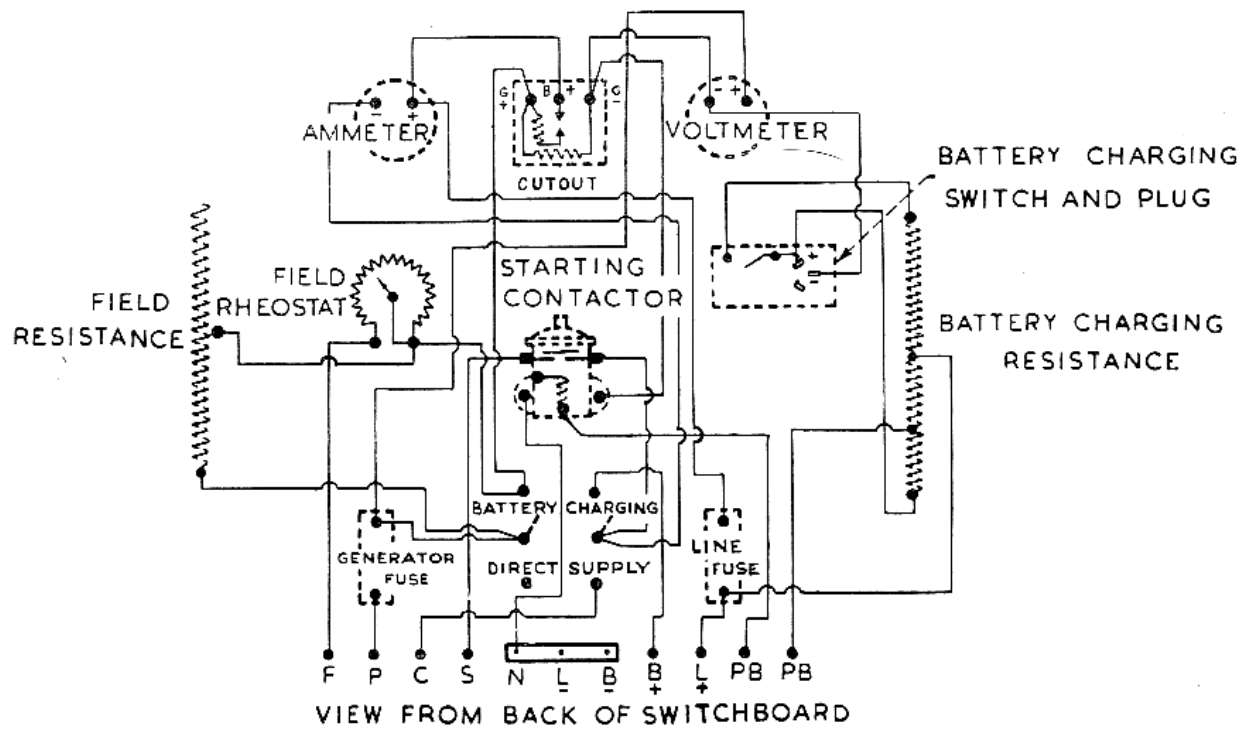 G
+
B
+
G
-
-
+
AMMETER
- +
VOLTMETER
CUTOUT
BATTERY CHARGING
SWITCH AND PLUG
+
-
STARTING
CONTACTOR
FIELD
RHEOSTAT
FIELD
RESISTANCE
BATTERY CHARGING
RESISTANCE
BATTERY CHARGING
GENERATOR
FUSE
DIRECT SUPPLY
LINE
FUSE
F P C S N L - B - B + L + PB PB
VIEW FROM BACK OF SWITCHBOARD